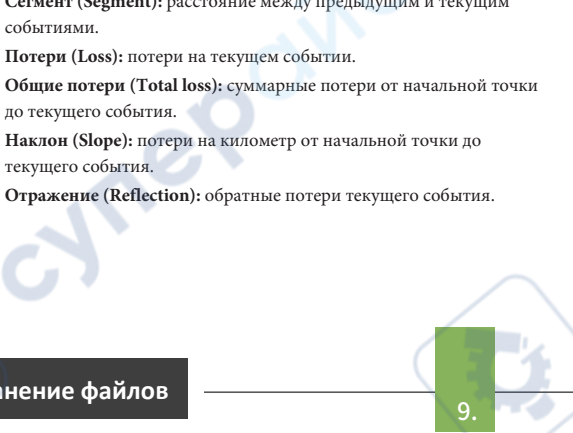 Сегмент (Segment): расстояние между предыдущим и текущим
событиями.
Потери (Loss): потери на текущем событии.
Общие потери (Total loss): суммарные потери от начальной точки
до текущего события.
Наклон (Slope): потери на километр от начальной точки до
текущего события.
Отражение (Reflection): обратные потери текущего события.
файлов
9.